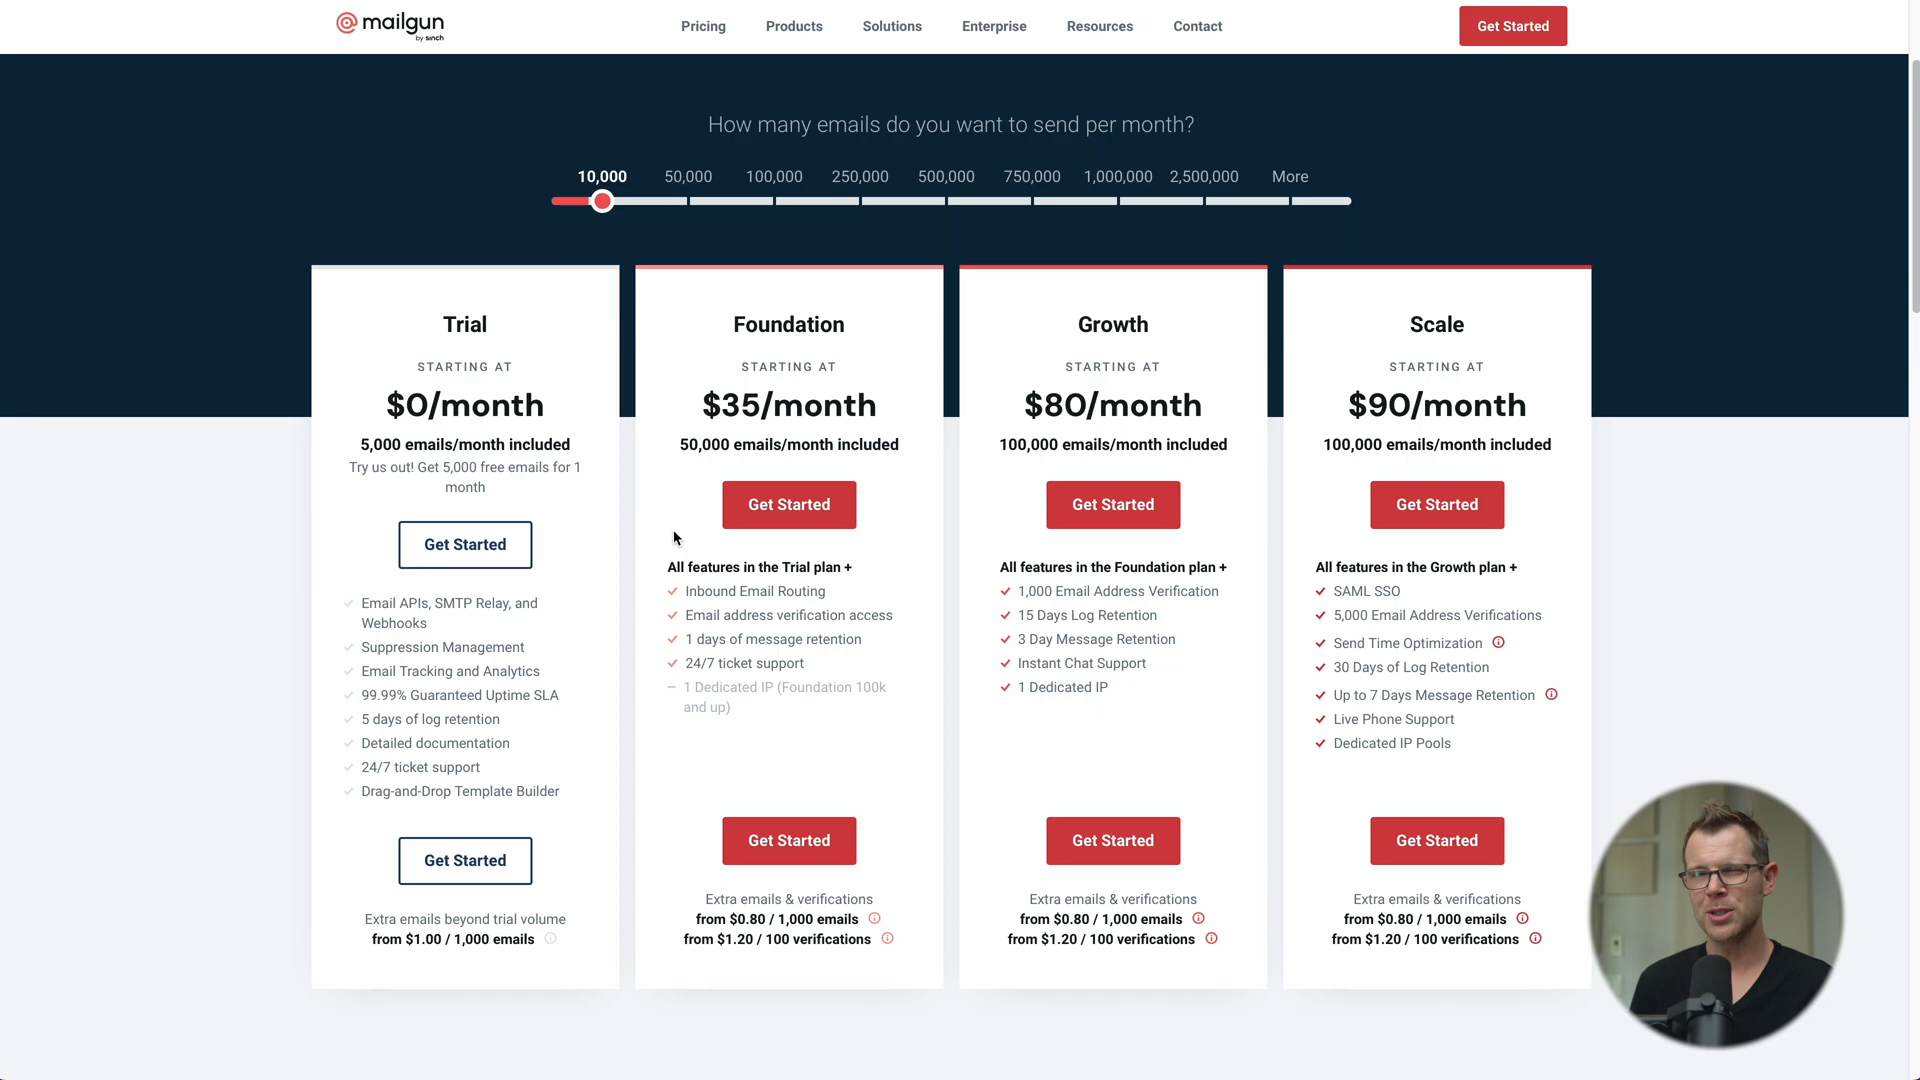 mailgun
by sinch
Pricing
Products
Solutions
Enterprise
Resources
Contact
Get Started
How many emails do you want to send per month?
10,000
50,000
100,000
250,000
500,000
750,000
1,000,000
2,500,000
More
Trial
STARTING AT
$0/month
5,000 emails/month included
Try us out! Get 5,000 free emails for 1
month
Get Started
Email APIs, SMTP Relay, and
Webhooks
Suppression Management
Email Tracking and Analytics
99.99% Guaranteed Uptime SLA
5 days of log retention
Detailed documentation
24/7 ticket support
Drag-and-Drop Template Builder
Get Started
Extra emails beyond trial volume
from $1.00 / 1,000 emails
Foundation
STARTING AT
$35/month
50,000 emails/month included
Get Started
All features in the Trial plan +
Inbound Email Routing
Email address verification access
1 days of message retention
24/7 ticket support
1 Dedicated IP (Foundation 100k
and up)
Get Started
Extra emails & verifications
from $0.80 / 1,000 emails
from $1.20 / 100 verifications
Growth
STARTING AT
$80/month
100,000 emails/month included
Get Started
All features in the Foundation plan +
1,000 Email Address Verification
15 Days Log Retention
3 Day Message Retention
Instant Chat Support
1 Dedicated IP
Get Started
Extra emails & verifications
from $0.80 / 1,000 emails
from $1.20 / 100 verifications
Scale
STARTING AT
$90/month
100,000 emails/month included
Get Started
All features in the Growth plan +
SAML SSO
5,000 Email Address Verifications
Send Time Optimization
30 Days of Log Retention
Up to 7 Days Message Retention
Live Phone Support
Dedicated IP Pools
Get Started
Extra emails & verifications
from $0.80 / 1,000 emails
from $1.20 / 100 verifications